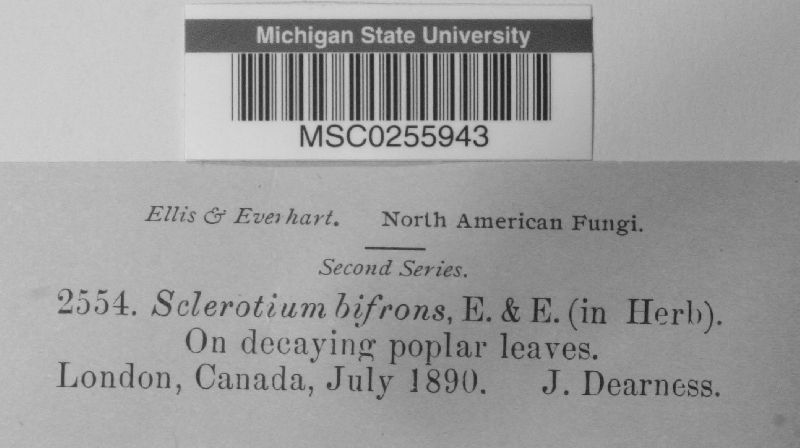 Michigan State University
MSC0255943
Ellis & Everhart. North American Fungi.
Second Series.
2554. Sclerotium bifrons, E. & E. (in Herb).
On decaying poplar leaves.
London, Canada, July 1890. J. Dearness.